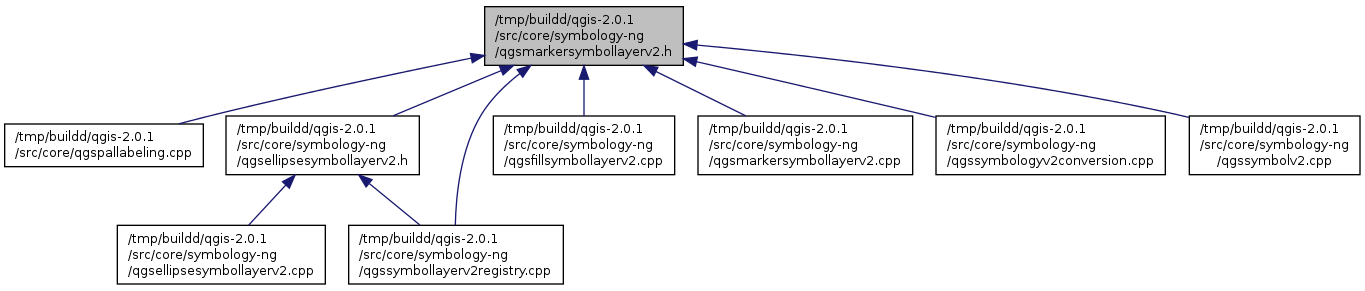 /tmp/buildd/qgis-2.0.1
/src/core/symbology-ng
/qgsmarkersymbollayerv2.h
/tmp/buildd/qgis-2.0.1
/src/core/qgspallabeling.cpp
/tmp/buildd/qgis-2.0.1
/src/core/symbology-ng
/qgsellipsesymbollayerv2.h
/tmp/buildd/qgis-2.0.1
/src/core/symbology-ng
/qgsfillsymbollayerv2.cpp
/tmp/buildd/qgis-2.0.1
/src/core/symbology-ng
/qgsmarkersymbollayerv2.cpp
/tmp/buildd/qgis-2.0.1
/src/core/symbology-ng
/qgssymbologyv2conversion.cpp
/tmp/buildd/qgis-2.0.1
/src/core/symbology-ng
/qgssymbolv2.cpp
/tmp/buildd/qgis-2.0.1
/src/core/symbology-ng
/qgsellipsesymbollayerv2.cpp
/tmp/buildd/qgis-2.0.1
/src/core/symbology-ng
/qgssymbollayerv2registry.cpp